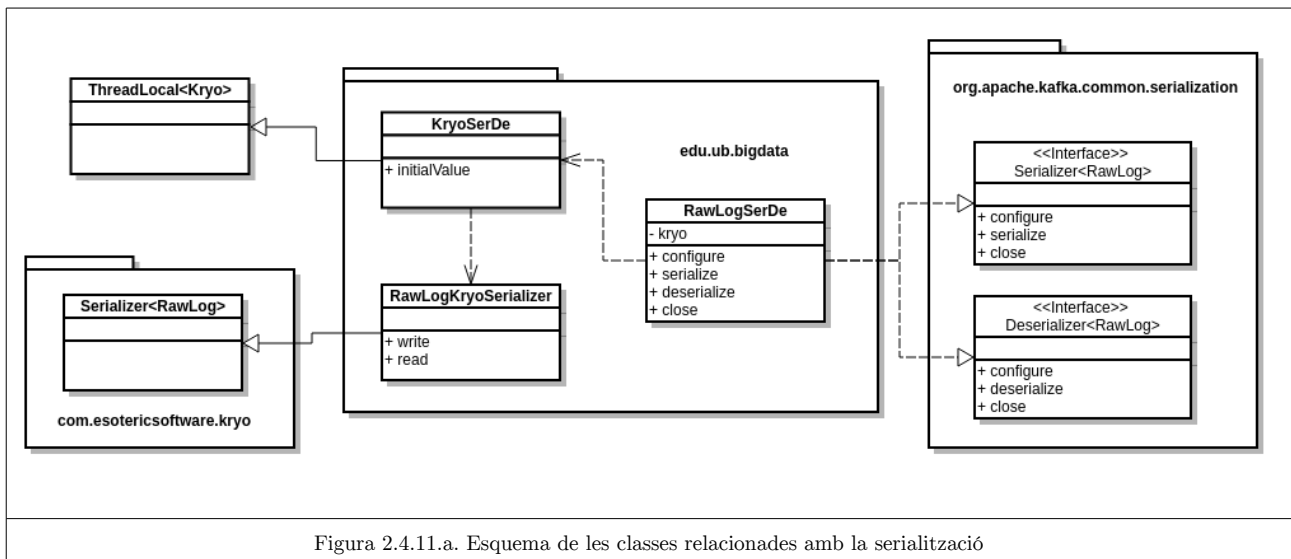 ThreadLocal<Kryo>
KryoSerDe
+ initialValue
edu.ub.bigdata
RawLogSerDe
- kryo
+ configure
+ serialize
+ deserialize
+ close
RawLogKryoSerializer
+ write
+ read
Serializer<RawLog>
com.esotericsoftware.kryo
org.apache.kafka.common.serialization
<<Interface>>
Serializer<RawLog>
+ configure
+ serialize
+ close
<<Interface>>
Deserializer<RawLog>
+ configure
+ deserialize
+ close
Figura 2.4.11.a. Esquema de les classes relacionades amb la serialització